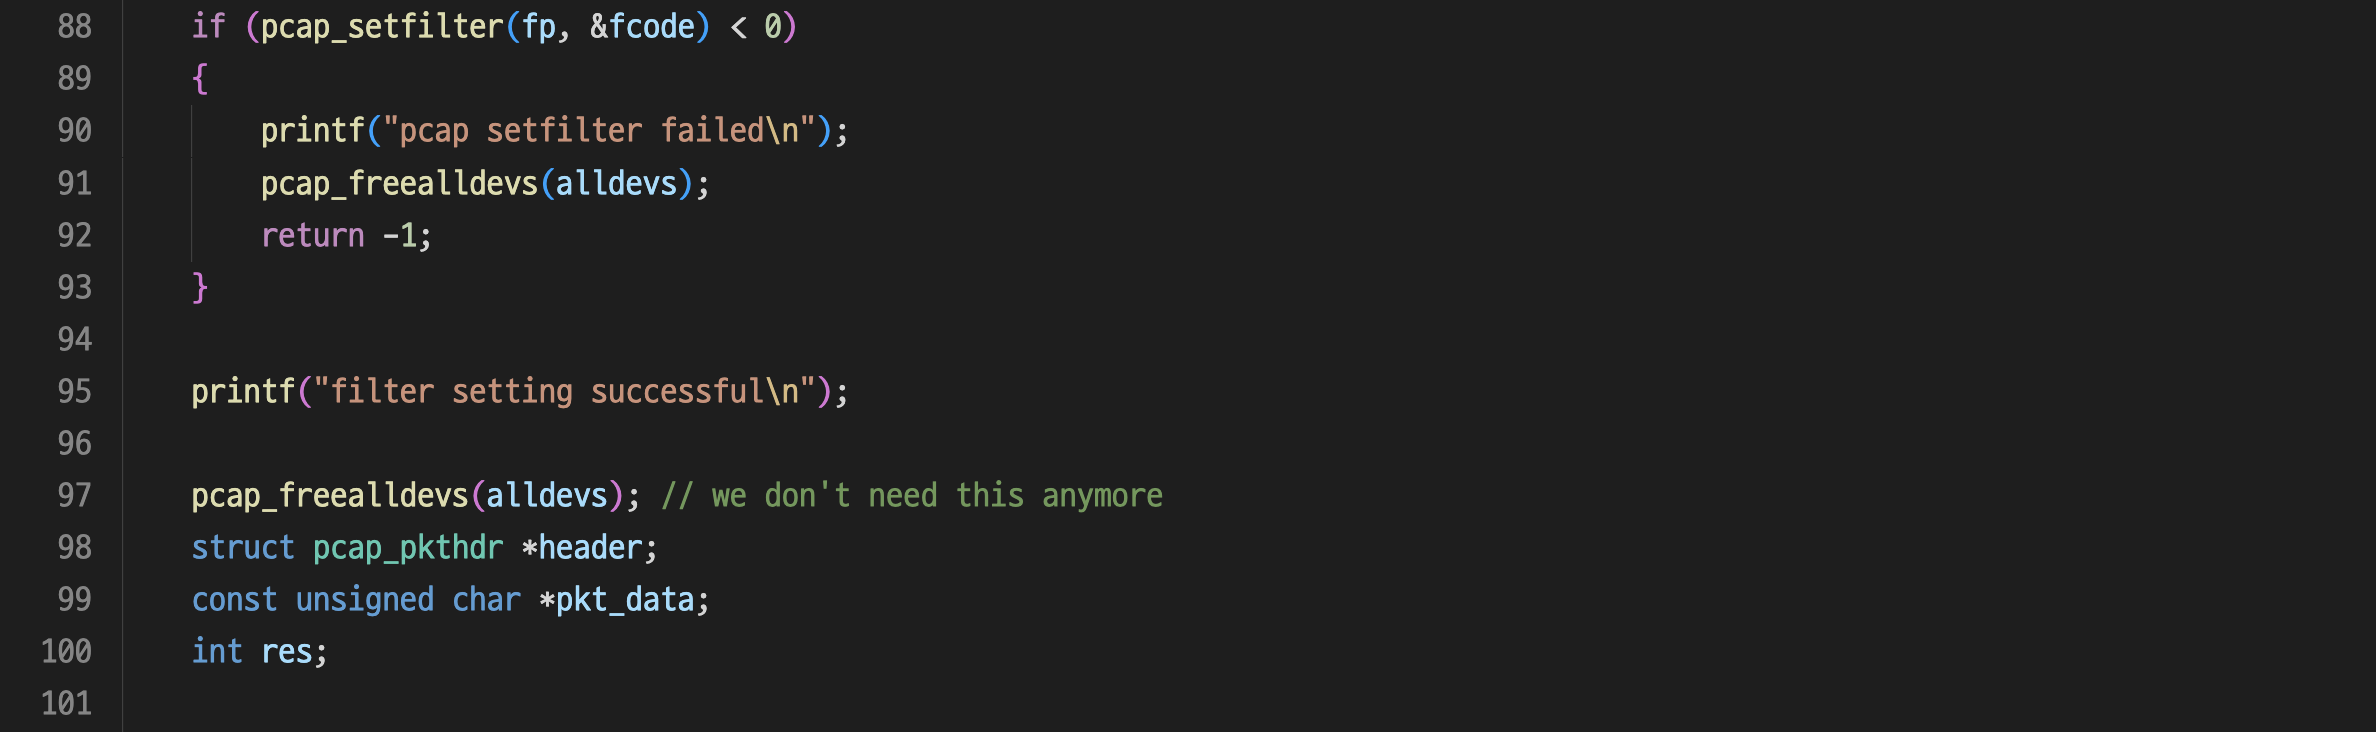 88 if (pcap_setfilter(fp, &fcode) < 0)
89 {
90 printf("pcap setfilter failed\n");
91 pcap_freealldevs(alldevs);
92 return -1;
93 }
94
95 printf("filter setting successful\n");
96
97 pcap_freealldevs(alldevs); // we don't need this anymore
98 struct pcap_pkthdr *header;
99 const unsigned char *pkt_data;
100 int res;
101